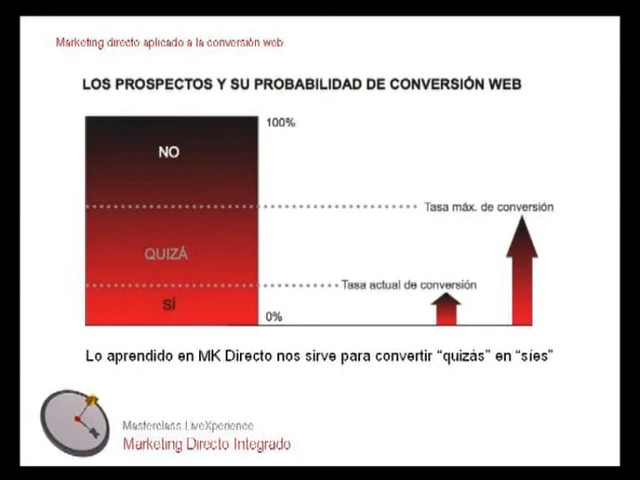 Marketing directo aplicado a la conversión web
LOS PROSPECTOS Y SU PROBABILIDAD DE CONVERSIÓN WEB
100%
NO
Tasa máx. de conversión
QUIZÁ
Tasa actual de conversión
SÍ
0%
Lo aprendido en MK Directo nos sirve para convertir “quizás” en “síes”
Masterclass LiveXperience
Marketing Directo Integrado